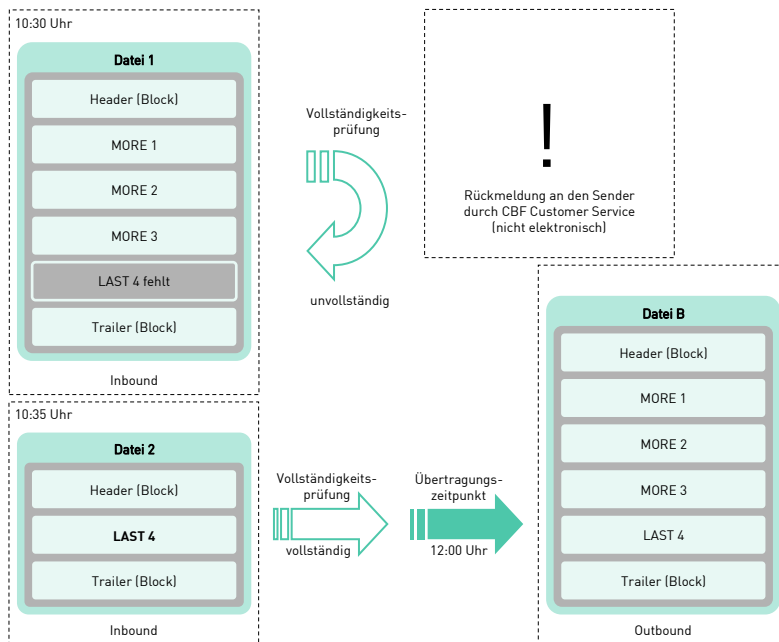 10:30 Uhr
Datei 1
Header (Block)
MORE 1
MORE 2
MORE 3
LAST 4 fehlt
Trailer (Block)
Inbound
Vollständigkeits-
prüfung
unvollständig
!
Rückmeldung an den Sender
durch CBF Customer Service
(nicht elektronisch)
10:35 Uhr
Datei 2
Header (Block)
LAST 4
Trailer (Block)
Inbound
Vollständigkeits-
prüfung
vollständig
Übertragungs-
zeitpunkt
12:00 Uhr
Datei B
Header (Block)
MORE 1
MORE 2
MORE 3
LAST 4
Trailer (Block)
Outbound